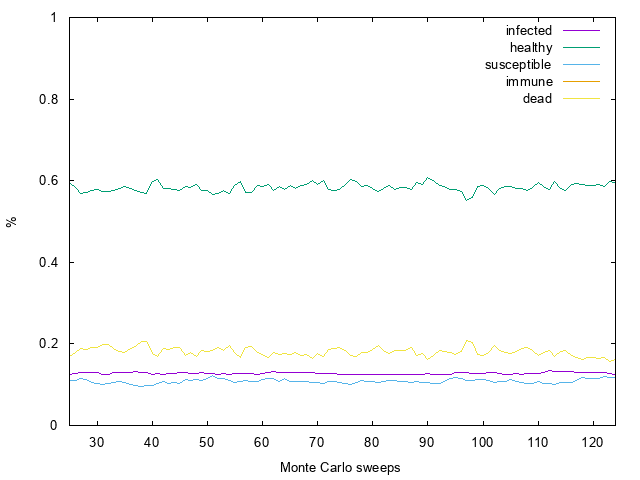 1
0.8
0.6
0.4
0.2
0
%
infected
healthy
susceptible
immune
dead
30 40 50 60 70 80 90 100 110 120
Monte Carlo sweeps